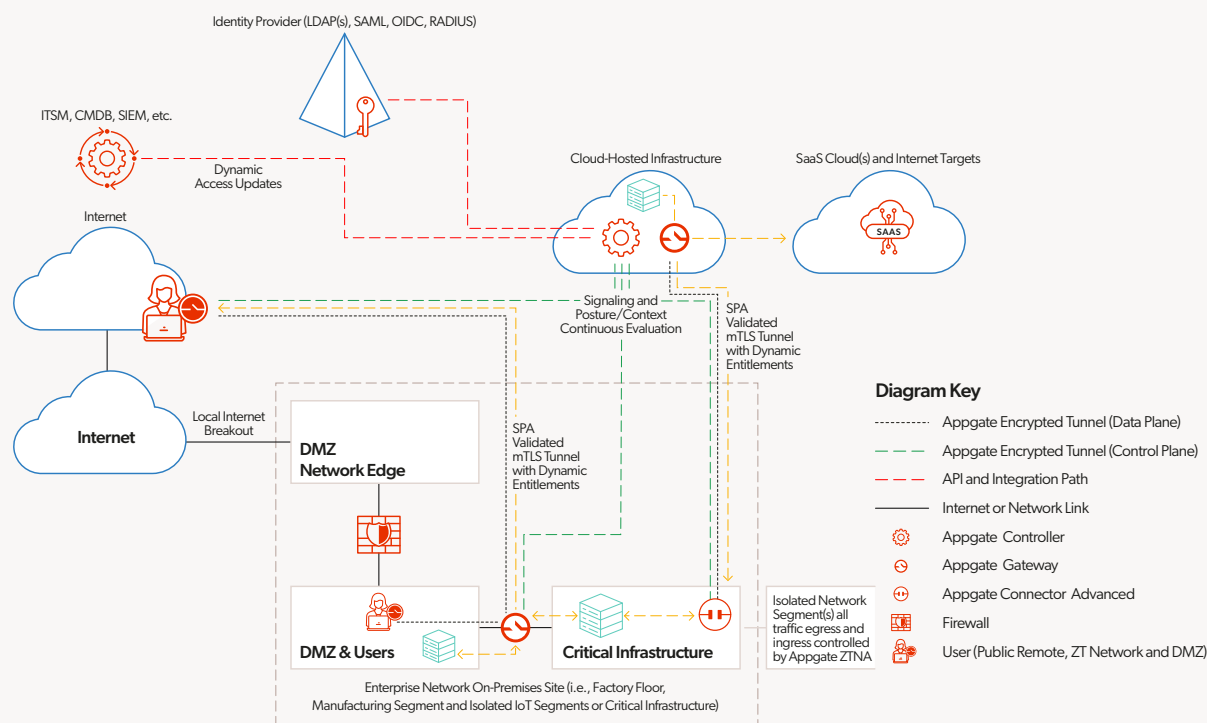 Identity Provider (LDAP(s), SAML, OIDC, RADIUS)
ITSM, CMDB, SIEM, etc.
Dynamic
Access Updates
Cloud-Hosted Infrastructure
SaaS Cloud(s) and Internet Targets
SAAS
Internet
Signaling and
Posture/Context
Continuous Evaluation
SPA
Validated
mTLS Tunnel
with Dynamic
Entitlements
Internet
Local Internet
Breakout
DMZ
Network Edge
SPA
Validated
mTLS Tunnel
with Dynamic
Entitlements
DMZ & Users
Critical Infrastructure
Isolated Network
Segment(s) all
traffic egress and
ingress controlled
by Appgate ZTNA
Enterprise Network On-Premises Site (i.e., Factory Floor,
Manufacturing Segment and Isolated IoT Segments or Critical Infrastructure)
Diagram Key
Appgate Encrypted Tunnel (Data Plane)
Appgate Encrypted Tunnel (Control Plane)
API and Integration Path
Internet or Network Link
Appgate Controller
Appgate Gateway
Appgate Connector Advanced
Firewall
User (Public Remote, ZT Network and DMZ)